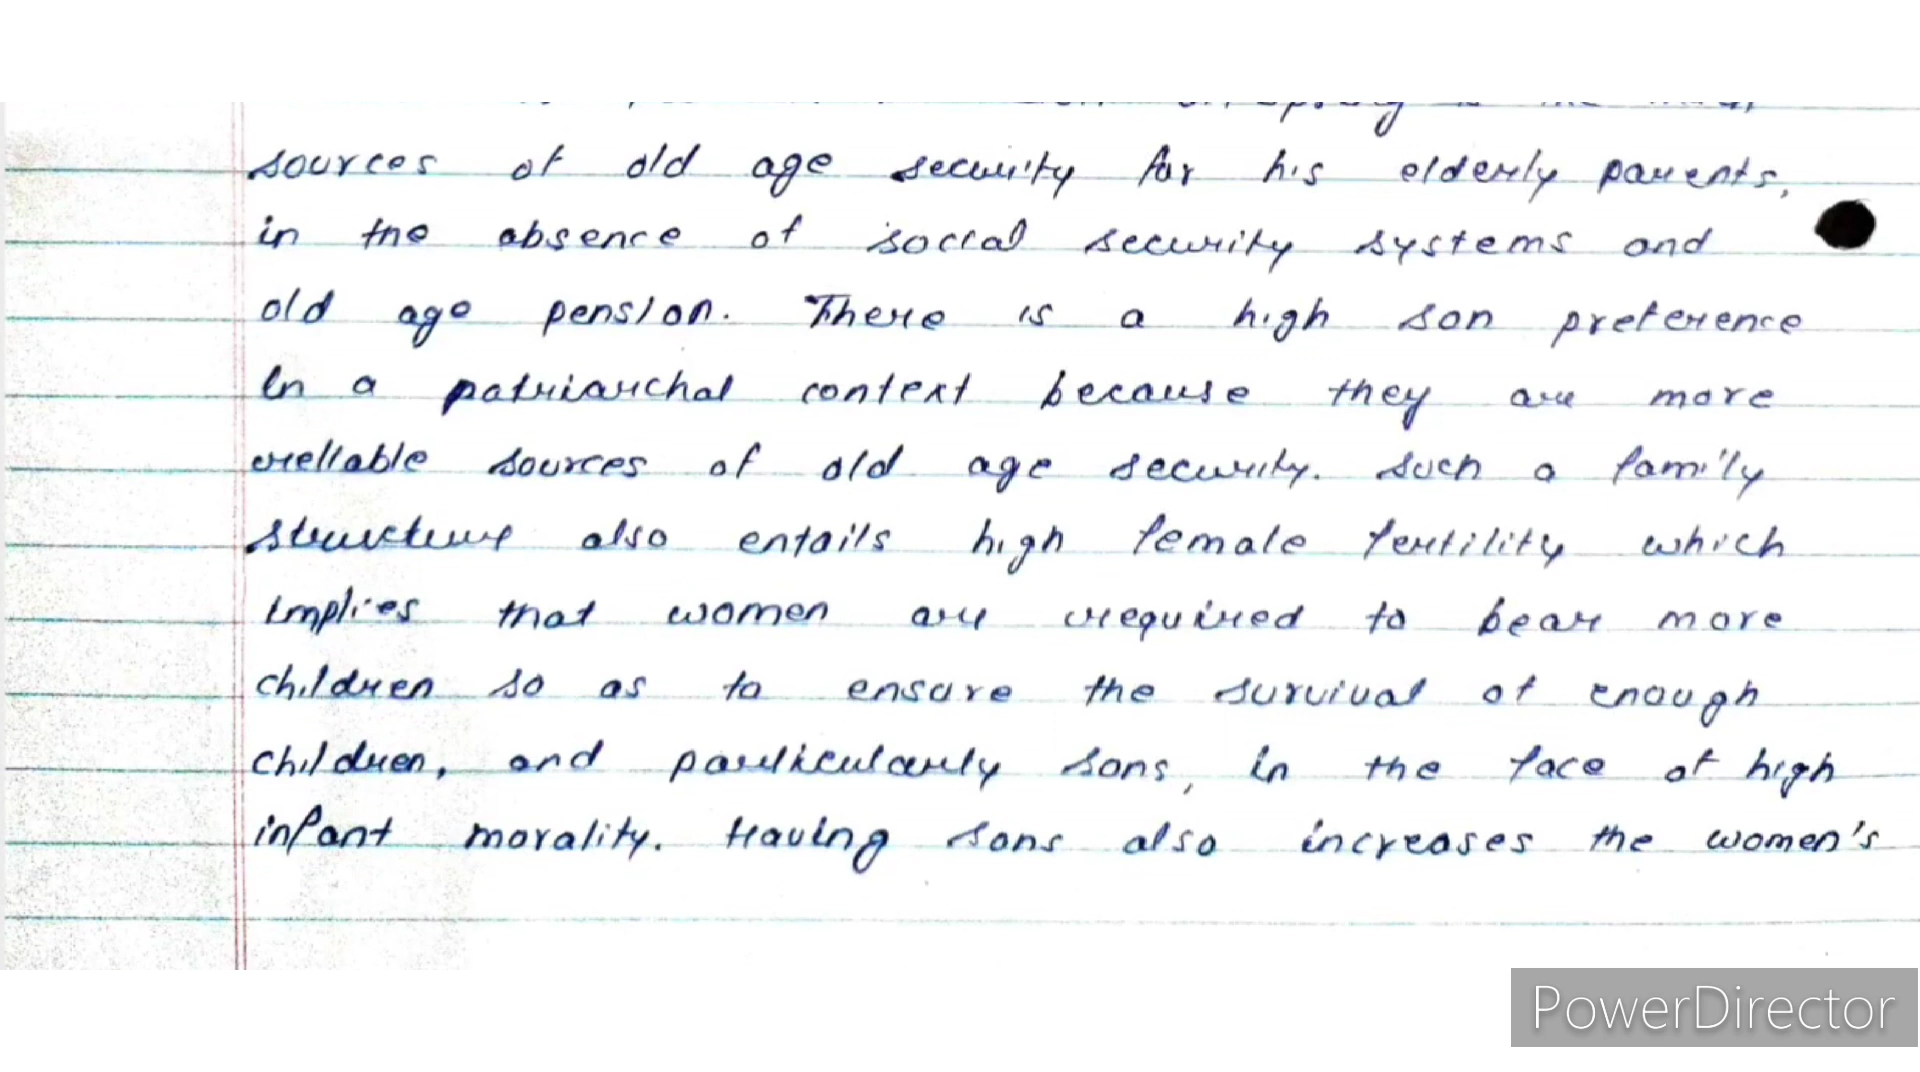 sources of old age security for his elderly parents,
in the absence of social security systems and
old age pension. There is a high son preference
in a patriarchal context because they are more
reliable sources of old age security. Such a family
structure also entails high female fertility which
implies that women are required to bear more
children so as to ensure the survival of enough
children, and particularly sons, in the face of high
infant morality. Having sons also increases the women's
PowerDirector